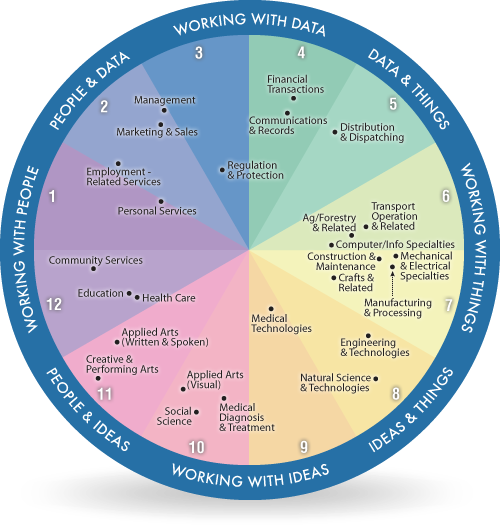 WORKING WITH DATA
PEOPLE & DATA
DATA & THINGS
WORKING WITH PEOPLE
WORKING WITH THINGS
PEOPLE & IDEAS
IDEAS & THINGS
WORKING WITH IDEAS
3
4
2
5
1
6
12
7
11
8
10
9
Financial
Transactions
Management
Marketing & Sales
Communications
& Records
Distribution
& Dispatching
Employment -
Related Services
Regulation
& Protection
Personal Services
Transport
Operation
& Related
Ag/Forestry
& Related
Computer/Info Specialties
Community Services
Construction &
Maintenance
Mechanical
& Electrical
Specialties
Crafts &
Related
Education
Health Care
Manufacturing
& Processing
Medical
Technologies
Applied Arts
(Written & Spoken)
Engineering
& Technologies
Creative &
Performing Arts
Applied Arts
(Visual)
Natural Science
& Technologies
Social
Science
Medical
Diagnosis
& Treatment